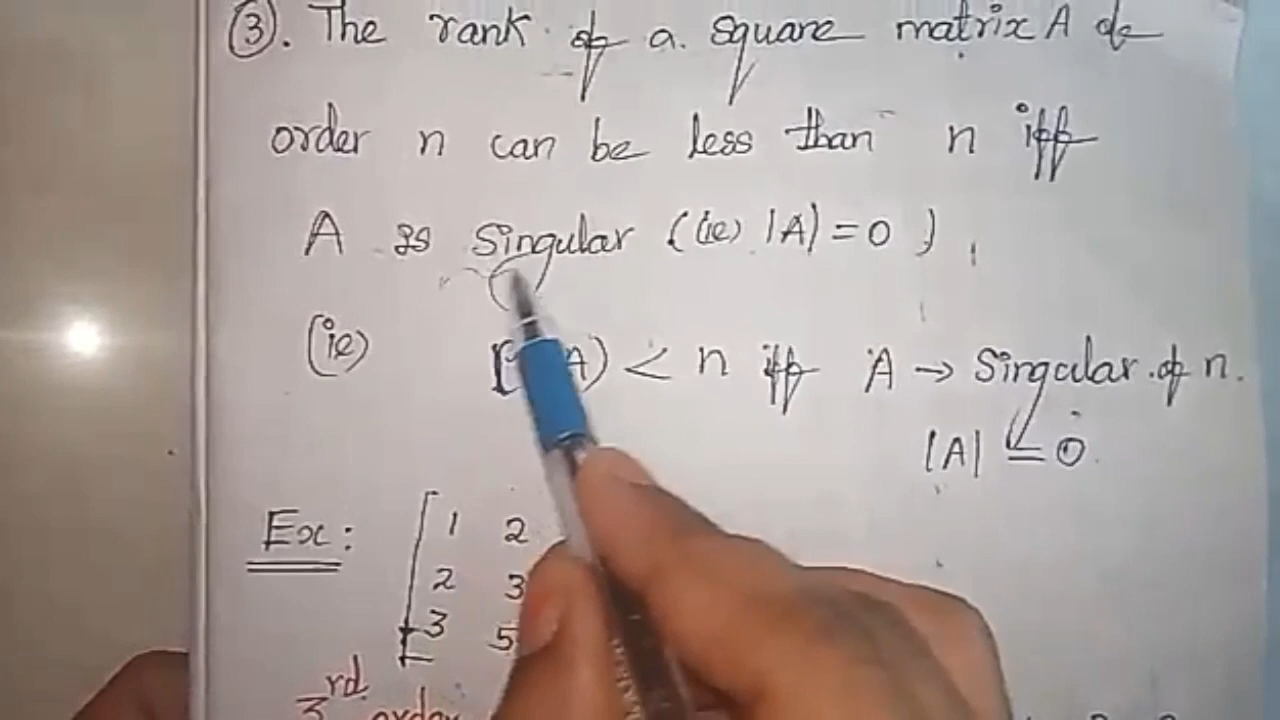 ③. The rank of a square matrix A of
order n can be less than n iff
A is singular ((ie) |A| = 0),
(ie) A) < n iff A → Singular of n.
|A| = 0.
Ex: [ 1 2
2 3
3 5
3rd order